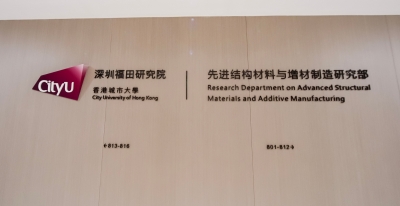 CityU
深圳福田研究院
香港城市大學
City University of Hong Kong
先进结构材料与增材制造研究部
Research Department on Advanced Structural
Materials and Additive Manufacturing
←813-816
801-812→